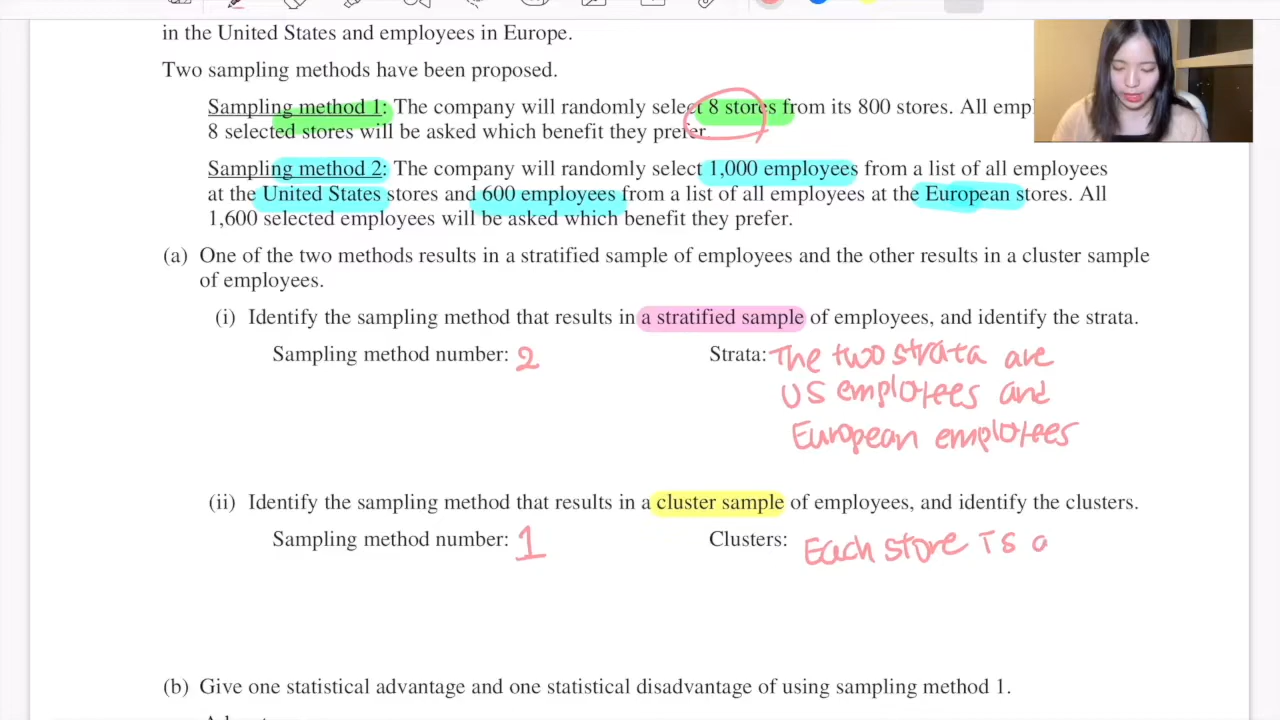 in the United States and employees in Europe.
Two sampling methods have been proposed.
Sampling method 1: The company will randomly select 8 stores from its 800 stores. All
8 selected stores will be asked which benefit they prefer.
Sampling method 2: The company will randomly select 1,000 employees from a list of all employees
at the United States stores and 600 employees from a list of all employees at the European stores. All
1,600 selected employees will be asked which benefit they prefer.
(a) One of the two methods results in a stratified sample of employees and the other results in a cluster sample
of employees.
(i) Identify the sampling method that results in a stratified sample of employees, and identify the strata.
Sampling method number: 2 Strata: The two strata are
US employees and
European employees
(ii) Identify the sampling method that results in a cluster sample of employees, and identify the clusters.
Sampling method number: 1 Clusters: Each store is a
(b) Give one statistical advantage and one statistical disadvantage of using sampling method 1.